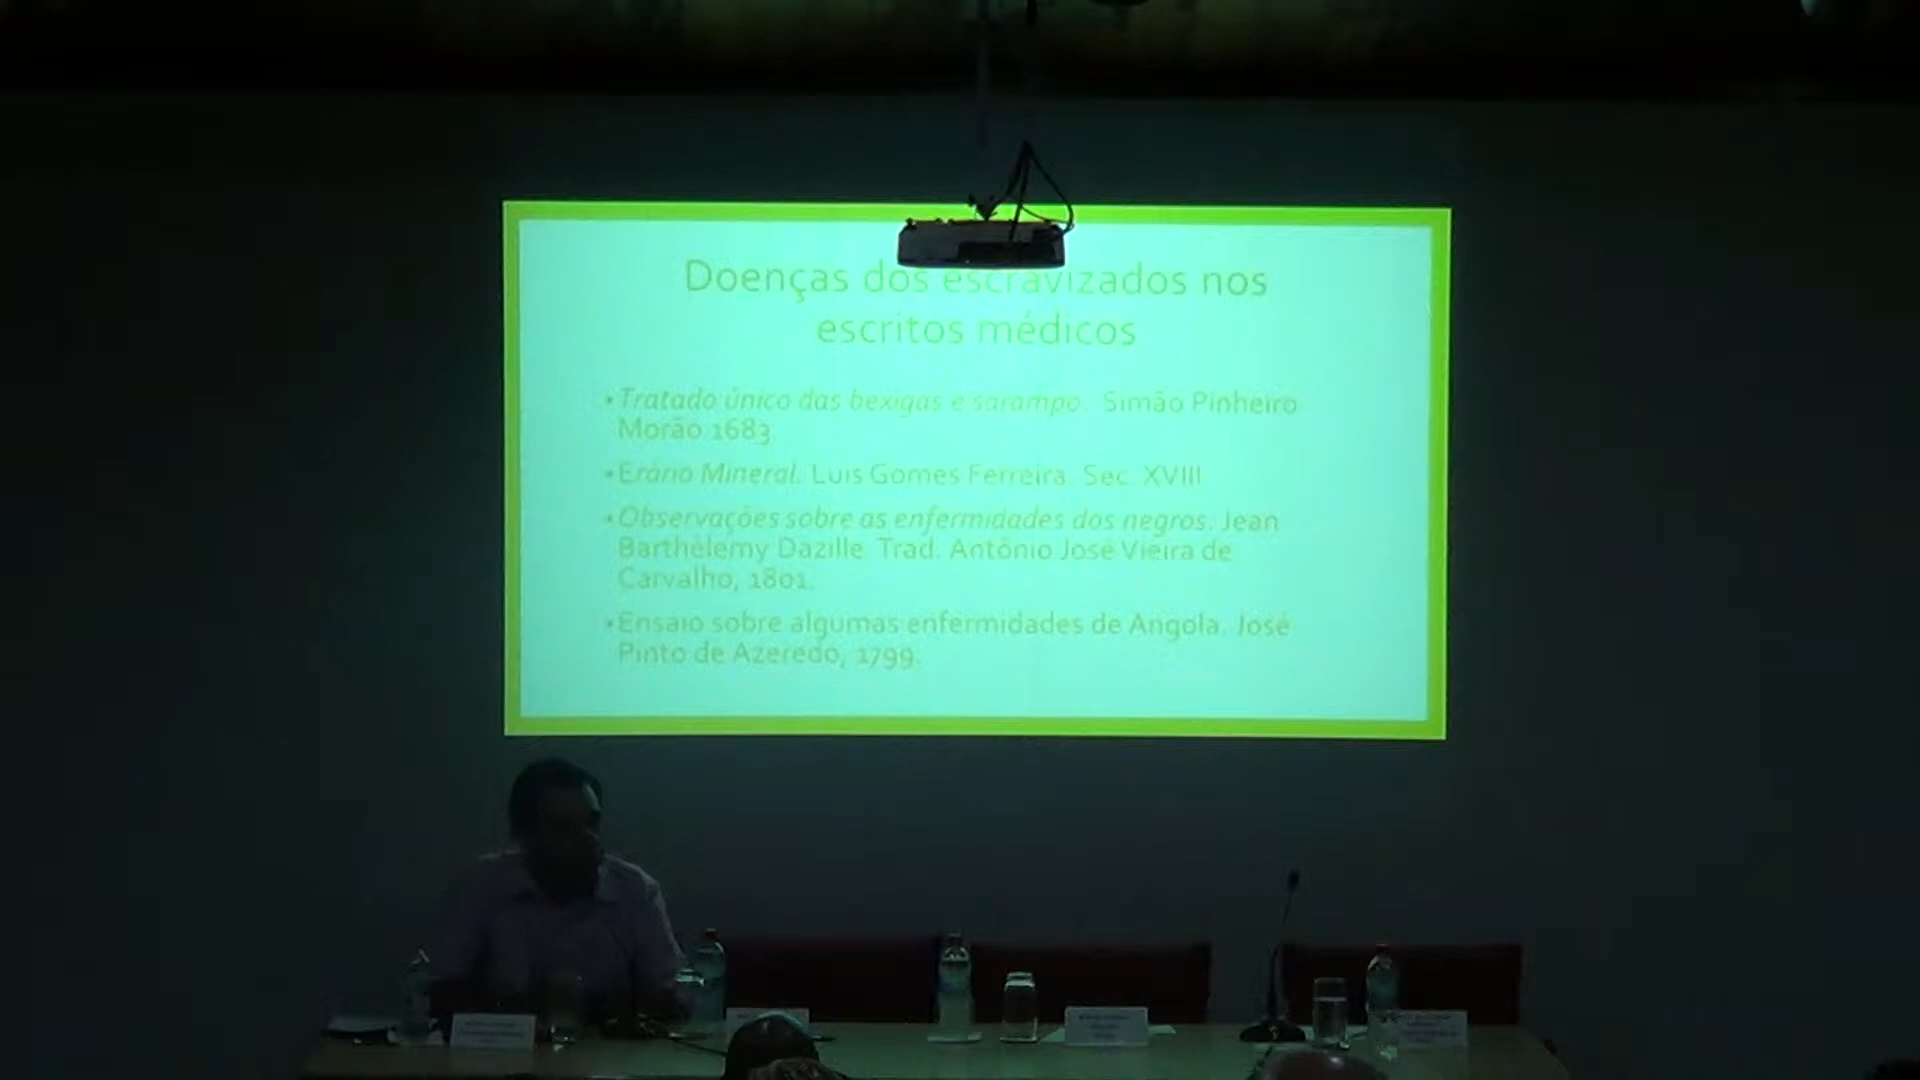 Doenças dos escravizados nos
escritos médicos
• Tratado único das bexigas e sarampo. Simão Pinheiro
Morão 1683
• Erário Mineral. Luis Gomes Ferreira. Sec. XVIII
• Observações sobre as enfermidades dos negros. Jean
Barthèlemy Dazille Trad. Antônio José Vieira de
Carvalho, 1801.
• Ensaio sobre algumas enfermidades de Angola. José
Pinto de Azeredo, 1799.